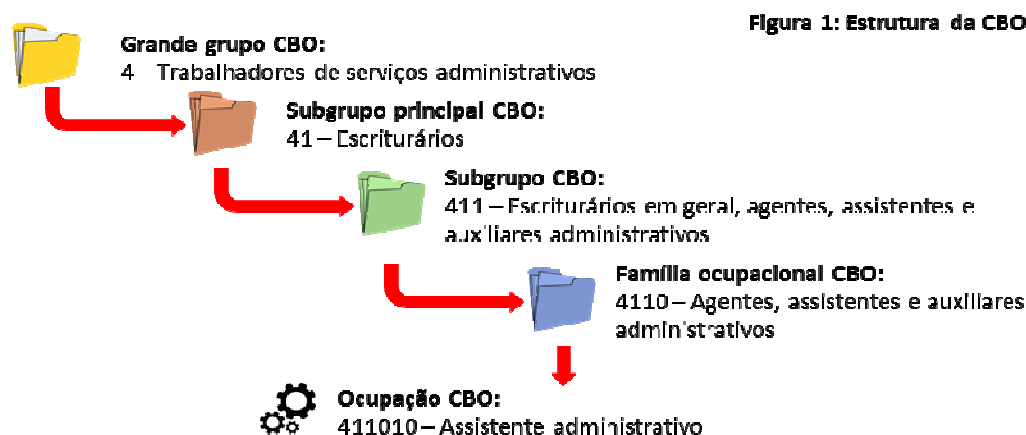 Figura 1: Estrutura da CBO
Grande grupo CBO:
4 Trabalhadores de serviços administrativos
Subgrupo principal CBO:
41 – Escriturários
Subgrupo CBO:
411 – Escriturários em geral, agentes, assistentes e
auxiliares administrativos
Família ocupacional CBO:
4110 – Agentes, assistentes e auxiliares
administrativos
Ocupação CBO:
411010 – Assistente administrativo